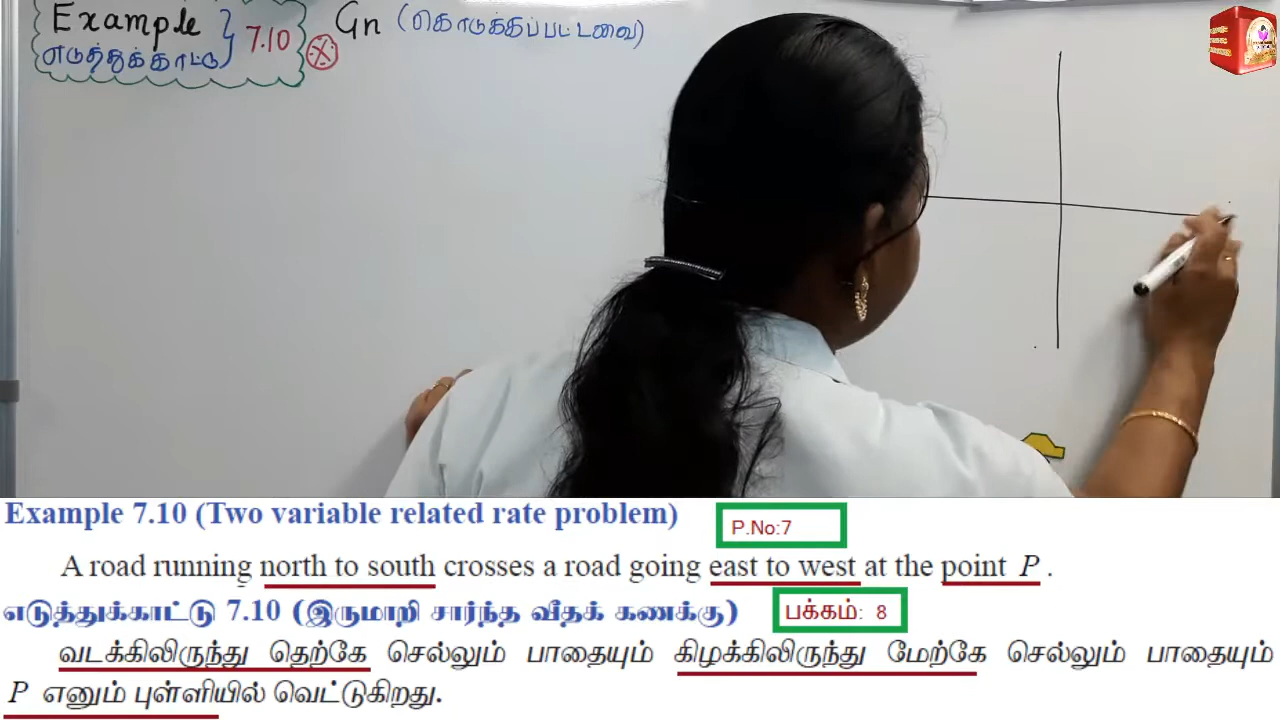 Example } 7.10 Gn (கொடுக்கப்பட்டவை)
எடுத்துக்காட்டு
Example 7.10 (Two variable related rate problem) P.No:7
A road running north to south crosses a road going east to west at the point P .
எடுத்துக்காட்டு 7.10 (இருமாறி சார்ந்த வீதக் கணக்கு) பக்கம்: 8
வடக்கிலிருந்து தெற்கே செல்லும் பாதையும் கிழக்கிலிருந்து மேற்கே செல்லும் பாதையும்
P எனும் புள்ளியில் வெட்டுகிறது.